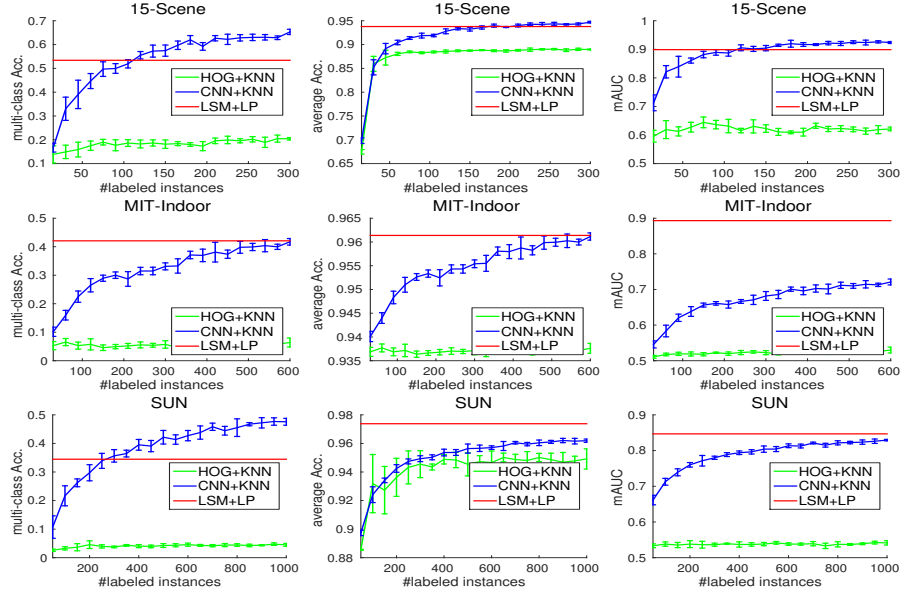 15-Scene
multi-class Acc.
0.7
0.6
0.5
0.4
0.3
0.2
0.1
HOG+KNN
CNN+KNN
LSM+LP
50 100 150 200 250 300
#labeled instances
15-Scene
average Acc.
0.95
0.9
0.85
0.8
0.75
0.7
0.65
HOG+KNN
CNN+KNN
LSM+LP
50 100 150 200 250 300
#labeled instances
15-Scene
mAUC
1
0.9
0.8
0.7
0.6
0.5
HOG+KNN
CNN+KNN
LSM+LP
50 100 150 200 250 300
#labeled instances
MIT-Indoor
multi-class Acc.
0.5
0.4
0.3
0.2
0.1
0
HOG+KNN
CNN+KNN
LSM+LP
100 200 300 400 500 600
#labeled instances
MIT-Indoor
average Acc.
0.965
0.96
0.955
0.95
0.945
0.94
0.935
HOG+KNN
CNN+KNN
LSM+LP
100 200 300 400 500 600
#labeled instances
MIT-Indoor
mAUC
0.9
0.8
0.7
0.6
0.5
HOG+KNN
CNN+KNN
LSM+LP
100 200 300 400 500 600
#labeled instances
SUN
multi-class Acc.
0.5
0.4
0.3
0.2
0.1
0
HOG+KNN
CNN+KNN
LSM+LP
200 400 600 800 1000
#labeled instances
SUN
average Acc.
0.98
0.96
0.94
0.92
0.9
0.88
HOG+KNN
CNN+KNN
LSM+LP
200 400 600 800 1000
#labeled instances
SUN
mAUC
0.9
0.8
0.7
0.6
0.5
HOG+KNN
CNN+KNN
LSM+LP
200 400 600 800 1000
#labeled instances